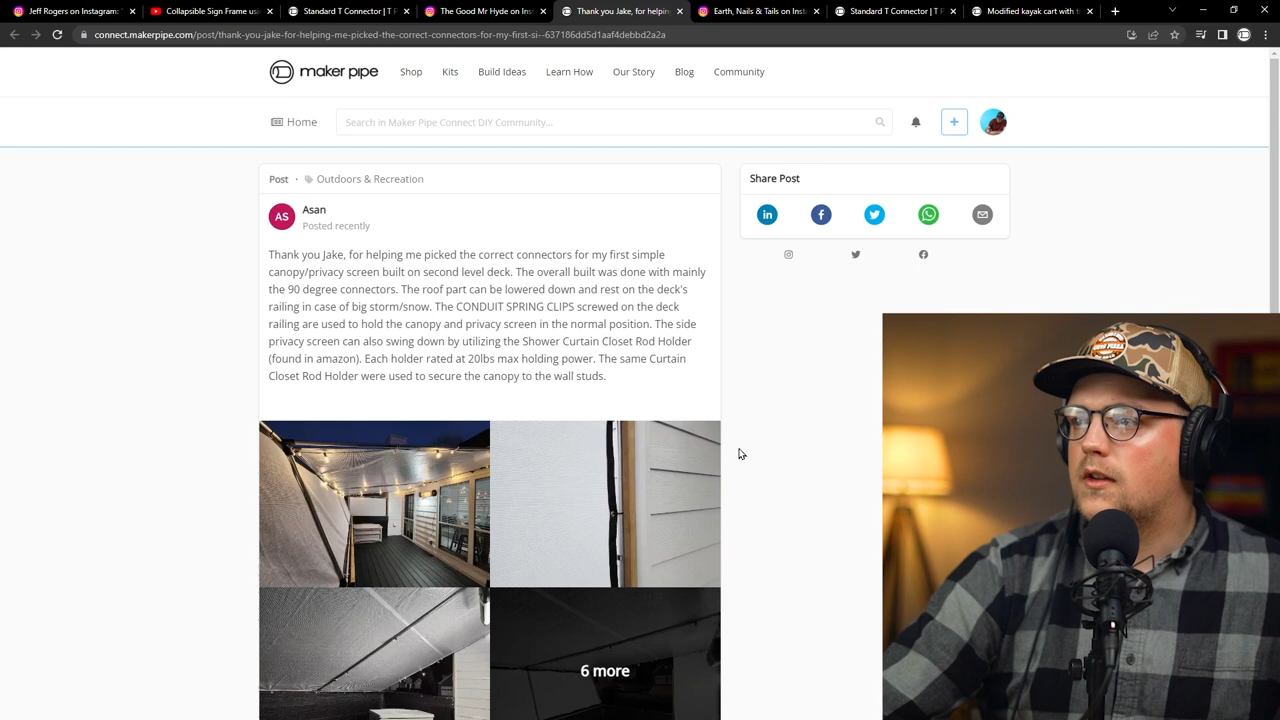 Jeff Rogers on Instagram: "
Collapsible Sign Frame usi
Standard T Connector | T P
The Good Mr Hyde on Inst
Thank you Jake, for helpin
Earth, Nails & Tails on Inst
Standard T Connector | T P
Modified kayak cart with t
connect.makerpipe.com/post/thank-you-jake-for-helping-me-picked-the-correct-connectors-for-my-first-si--637186dd5d1aaf4debbd2a2a
maker pipe
Shop
Kits
Build Ideas
Learn How
Our Story
Blog
Community
Home
Search in Maker Pipe Connect DIY Community...
Post · Outdoors & Recreation
AS
Asan
Posted recently
Thank you Jake, for helping me picked the correct connectors for my first simple
canopy/privacy screen built on second level deck. The overall built was done with mainly
the 90 degree connectors. The roof part can be lowered down and rest on the deck's
railing in case of big storm/snow. The CONDUIT SPRING CLIPS screwed on the deck
railing are used to hold the canopy and privacy screen in the normal position. The side
privacy screen can also swing down by utilizing the Shower Curtain Closet Rod Holder
(found in amazon). Each holder rated at 20lbs max holding power. The same Curtain
Closet Rod Holder were used to secure the canopy to the wall studs.
6 more
Share Post